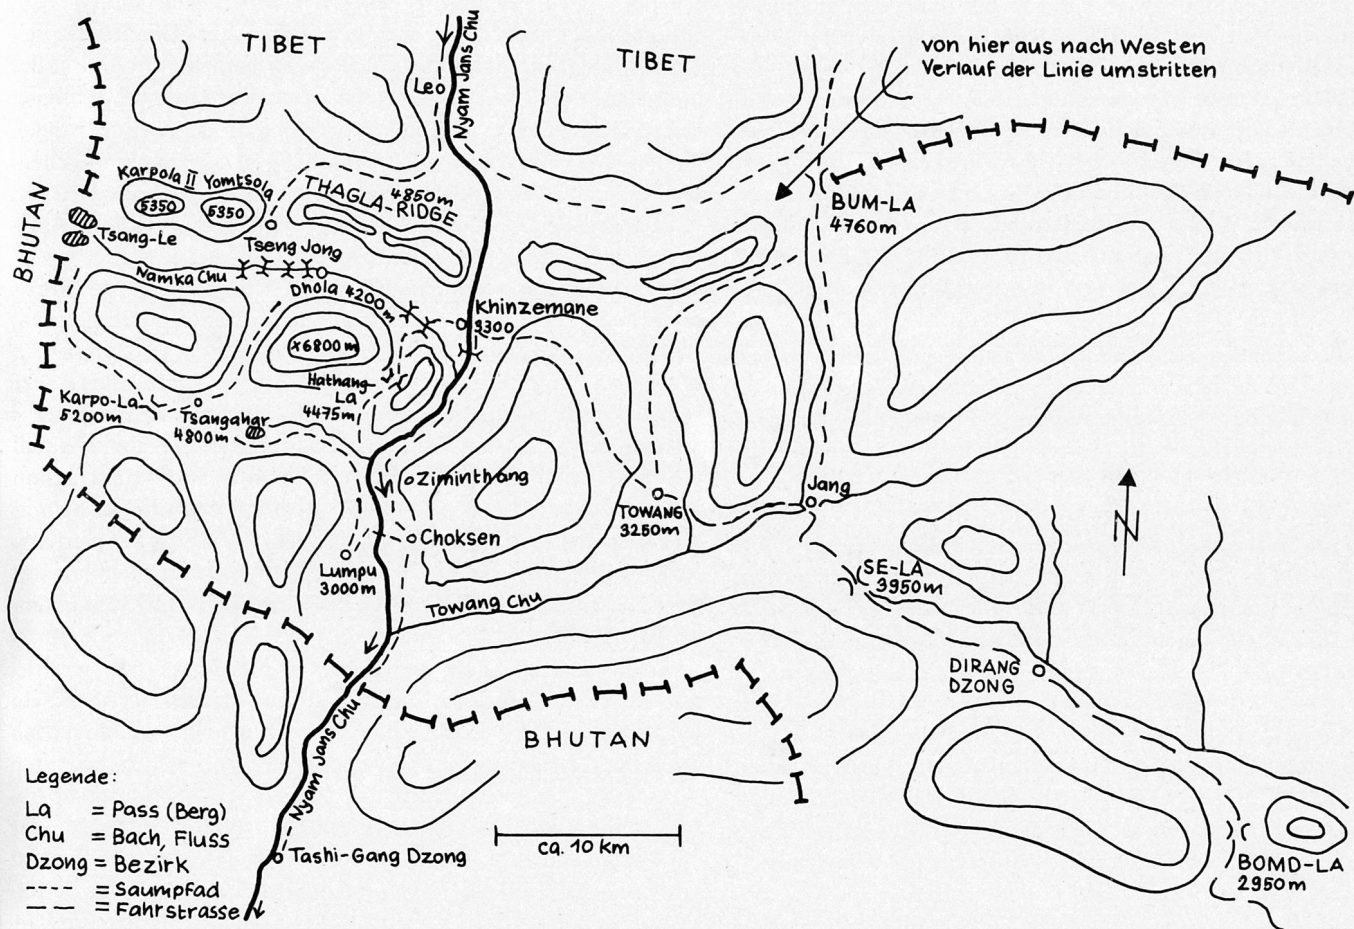 TIBET
TIBET
von hier aus nach Westen
Verlauf der Linie umstritten
Nyam Jans Chu
Le
BHUTAN
Karpola II
Yomtsola
5350
5350
THAGLA-RIDGE
4850m
BUM-LA
4760m
Tsang-Le
Tseng Jong
Namka Chu
Dhola 4200m
Khinzemane
3300
x6800m
Hathang
La
4475m
Karpo-La
5200m
Tsangahar
4800m
Ziminthang
Choksen
Lumpu
3000m
TOWANG
3250m
Jang
N
SE-LA
3950m
Towang Chu
DIRANG
DZONG
BHUTAN
Nyam Jans Chu
Tashi-Gang Dzong
ca. 10 km
BOMD-LA
2950m
Legende:
La = Pass (Berg)
Chu = Bach, Fluss
Dzong = Bezirk
---- = Saumpfad
— — = Fahrstrasse